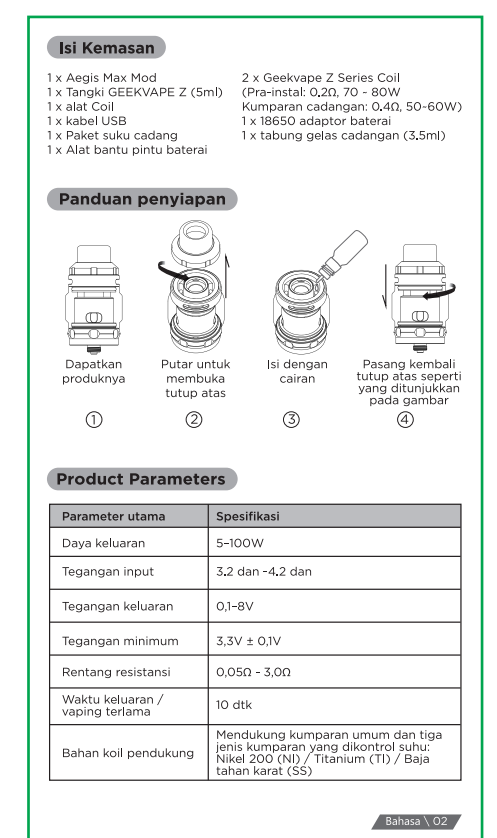 Isi Kemasan
1 x Aegis Max Mod
1 x Tangki GEEKVAPE Z (5ml)
1 x alat Coil
1 x kabel USB
1 x Paket suku cadang
1 x Alat bantu pintu baterai
2 x Geekvape Z Series Coil
(Pra-instal: 0.2Ω, 70 - 80W
Kumparan cadangan: 0.4Ω, 50-60W)
1 x 18650 adaptor baterai
1 x tabung gelas cadangan (3.5ml)
Panduan penyiapan
Dapatkan
produknya
①
Putar untuk
membuka
tutup atas
②
Isi dengan
cairan
③
Pasang kembali
tutup atas seperti
yang ditunjukkan
pada gambar
④
Product Parameters
Parameter utama Spesifikasi
Daya keluaran 5–100W
Tegangan input 3.2 dan -4.2 dan
Tegangan keluaran 0,1–8V
Tegangan minimum 3,3V ± 0,1V
Rentang resistansi 0,05Ω - 3,0Ω
Waktu keluaran /
vaping terlama
10 dtk
Bahan koil pendukung
Mendukung kumparan umum dan tiga
jenis kumparan yang dikontrol suhu:
Nikel 200 (NI) / Titanium (TI) / Baja
tahan karat (SS)
Bahasa \ 02